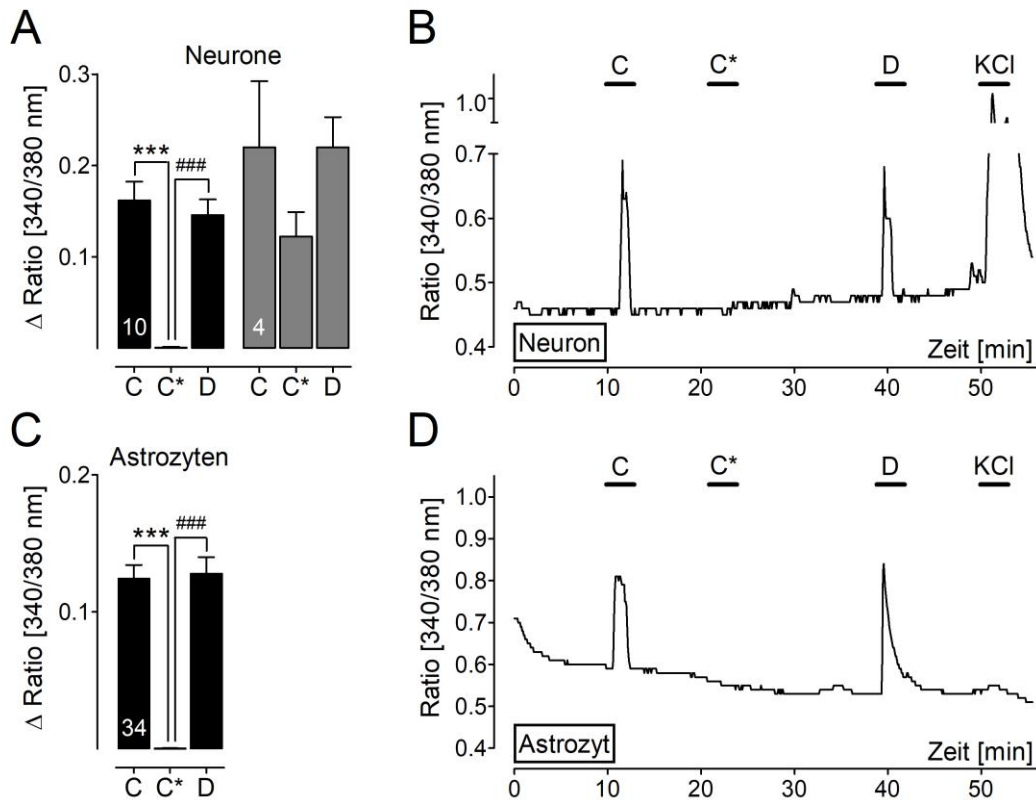 A
Neurone
Δ Ratio [340/380 nm]
0.3
0.2
0.1
***
###
10
4
C C* D C C* D
B
C C* D KCl
Ratio [340/380 nm]
1.0
0.7
0.6
0.5
0.4
Neuron
Zeit [min]
0 10 20 30 40 50
C
Astrozyten
Δ Ratio [340/380 nm]
0.2
0.1
***
###
34
C C* D
D
C C* D KCl
Ratio [340/380 nm]
1.0
0.9
0.8
0.7
0.6
0.5
0.4
Astrozyt
Zeit [min]
0 10 20 30 40 50